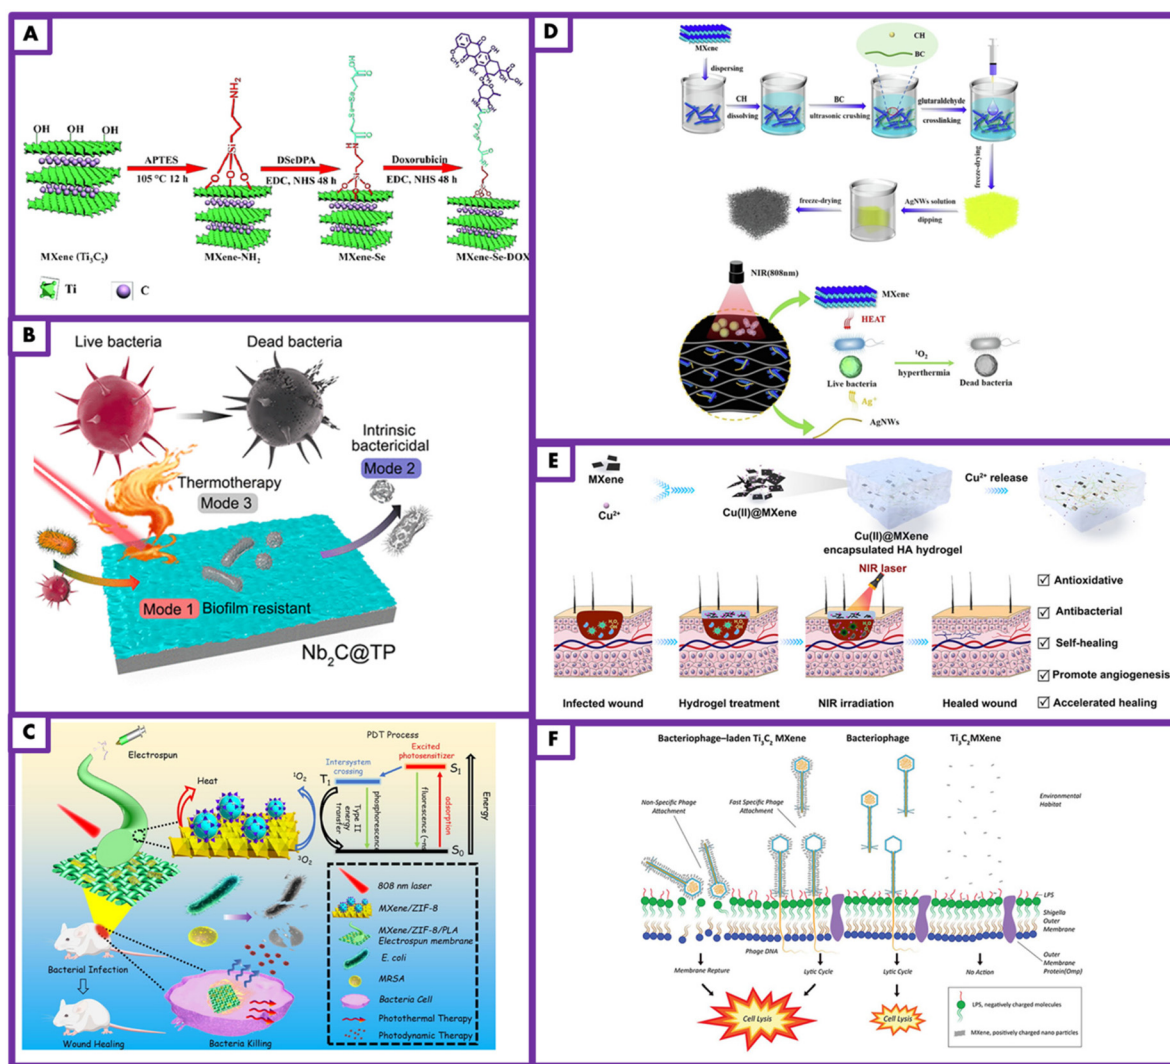 A
OH OH OH
APTES
105 °C 12 h
DSeDPA
EDC, NHS 48 h
Doxorubicin
EDC, NHS 48 h
NH₂
Si
O
MXene (Ti₃C₂)
MXene-NH₂
MXene-Se
MXene-Se-DOX
Ti
C
B
Live bacteria
Dead bacteria
Intrinsic
bactericidal
Mode 2
Thermotherapy
Mode 3
Mode 1 Biofilm resistant
Nb₂C@TP
C
Electrospun
Heat
¹O₂
³O₂
PDT Process
Intersystem
crossing
Excited
photosensitizer
T₁
S₁
Type II
energy
transfer
phosphorescence
adsorption
Energy
S₀
808 nm laser
MXene/ZIF-8
MXene/ZIF-8/PLA
Electrospun membrane
E. coli
MRSA
Bacteria Cell
Photothermal Therapy
Photodynamic Therapy
Bacterial Infection
Wound Healing
Bacteria Killing
D
MXene
dispersing
CH
BC
CH
dissolving
BC
ultrasonic crushing
glutaraldehyde
crosslinking
freeze-drying
AgNWs solution
dipping
freeze-drying
NIR(808nm)
MXene
HEAT
Live bacteria
¹O₂
hyperthermia
Dead bacteria
Ag⁺
AgNWs
E
MXene
Cu²⁺
Cu(II)@MXene
Cu(II)@MXene
encapsulated HA hydrogel
Cu²⁺ release
NIR laser
Infected wound
Hydrogel treatment
NIR irradiation
Healed wound
Antioxidative
Antibacterial
Self-healing
Promote angiogenesis
Accelerated healing
F
Bacteriophage–laden Ti₃C₂ MXene
Bacteriophage
Ti₃C₂MXene
Non-Specific Phage
Attachment
Fast Specific Phage
Attachment
Environmental
Habitat
LPS
Shigella
Outer
Membrane
Outer
Membrane
Protein(Omp)
Phage DNA
Membrane Repture
Lytic Cycle
Lytic Cycle
No Action
Cell Lysis
Cell Lysis
LPS, negatively charged molecules
MXene, positively charged nano particles